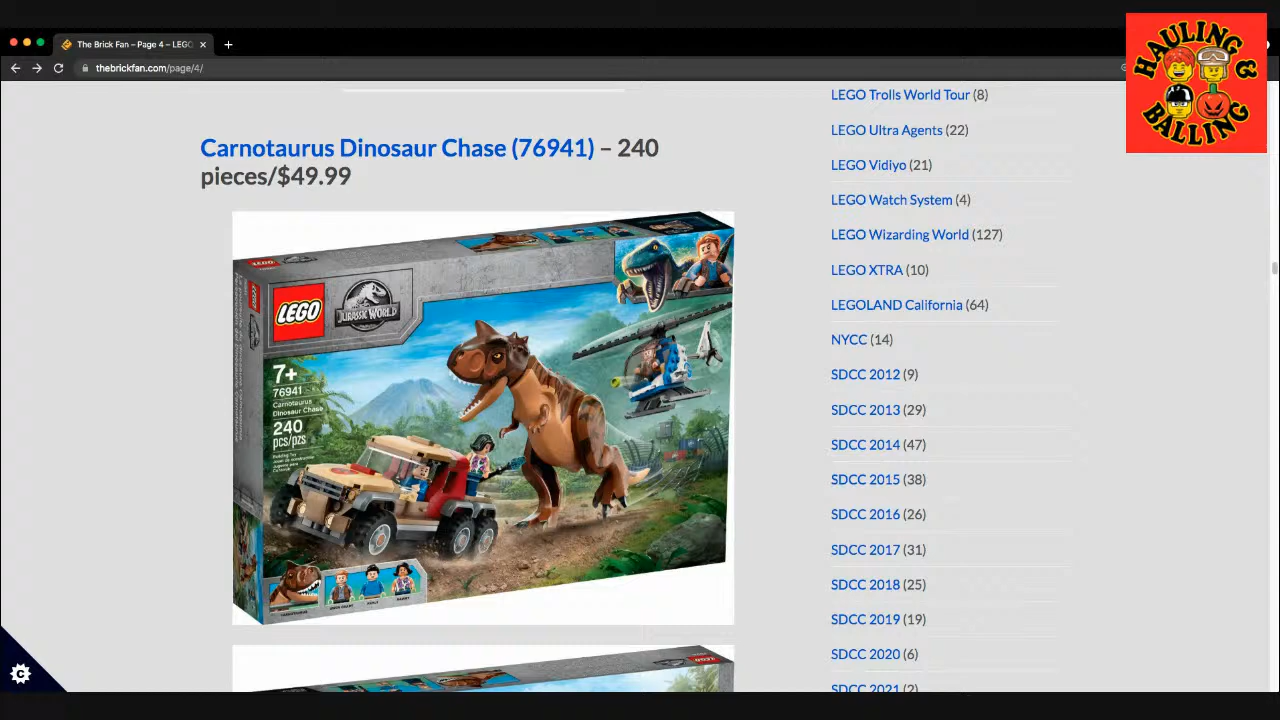 The Brick Fan – Page 4 – LEGO
thebrickfan.com/page/4/
HAULING &
BALLING
Carnotaurus Dinosaur Chase (76941) – 240
pieces/$49.99
LEGO
JURASSIC WORLD
7+
76941
Carnotaurus
Dinosaur Chase
240
pcs/pzs
LEGO Trolls World Tour (8)
LEGO Ultra Agents (22)
LEGO Vidiyo (21)
LEGO Watch System (4)
LEGO Wizarding World (127)
LEGO XTRA (10)
LEGOLAND California (64)
NYCC (14)
SDCC 2012 (9)
SDCC 2013 (29)
SDCC 2014 (47)
SDCC 2015 (38)
SDCC 2016 (26)
SDCC 2017 (31)
SDCC 2018 (25)
SDCC 2019 (19)
SDCC 2020 (6)
SDCC 2021 (2)